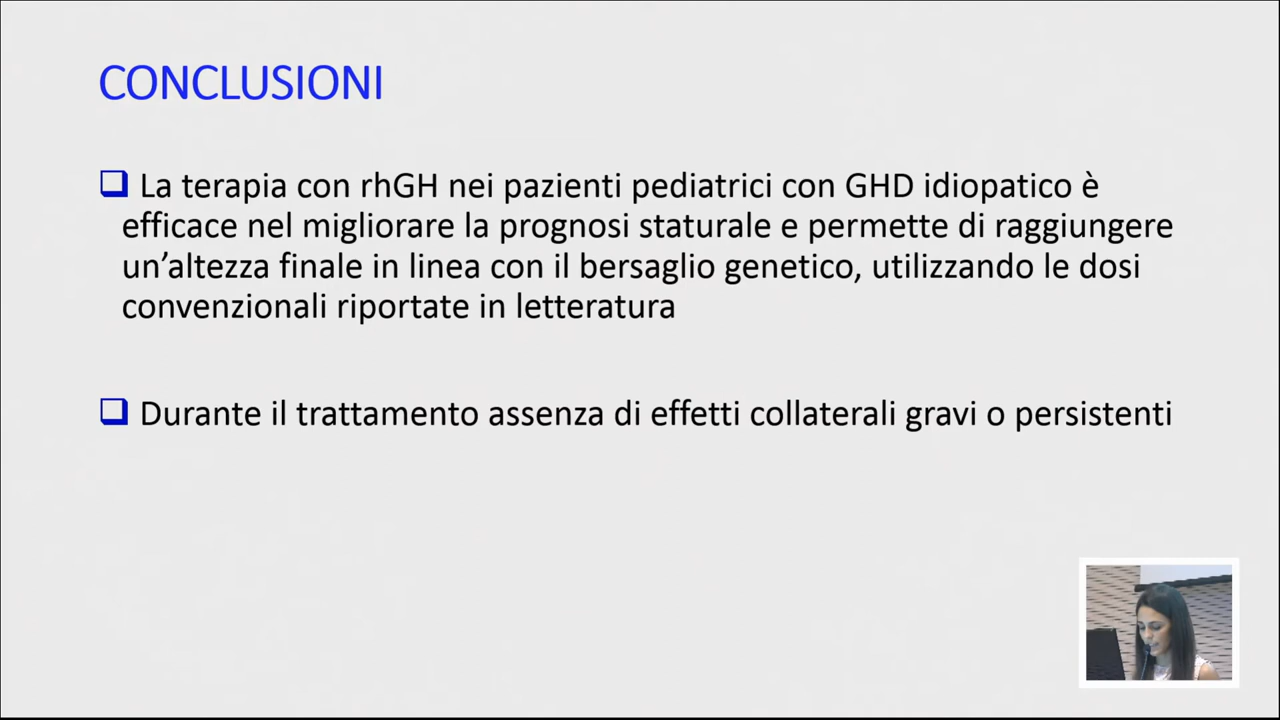 CONCLUSIONI
La terapia con rhGH nei pazienti pediatrici con GHD idiopatico è
efficace nel migliorare la prognosi staturale e permette di raggiungere
un’altezza finale in linea con il bersaglio genetico, utilizzando le dosi
convenzionali riportate in letteratura
Durante il trattamento assenza di effetti collaterali gravi o persistenti